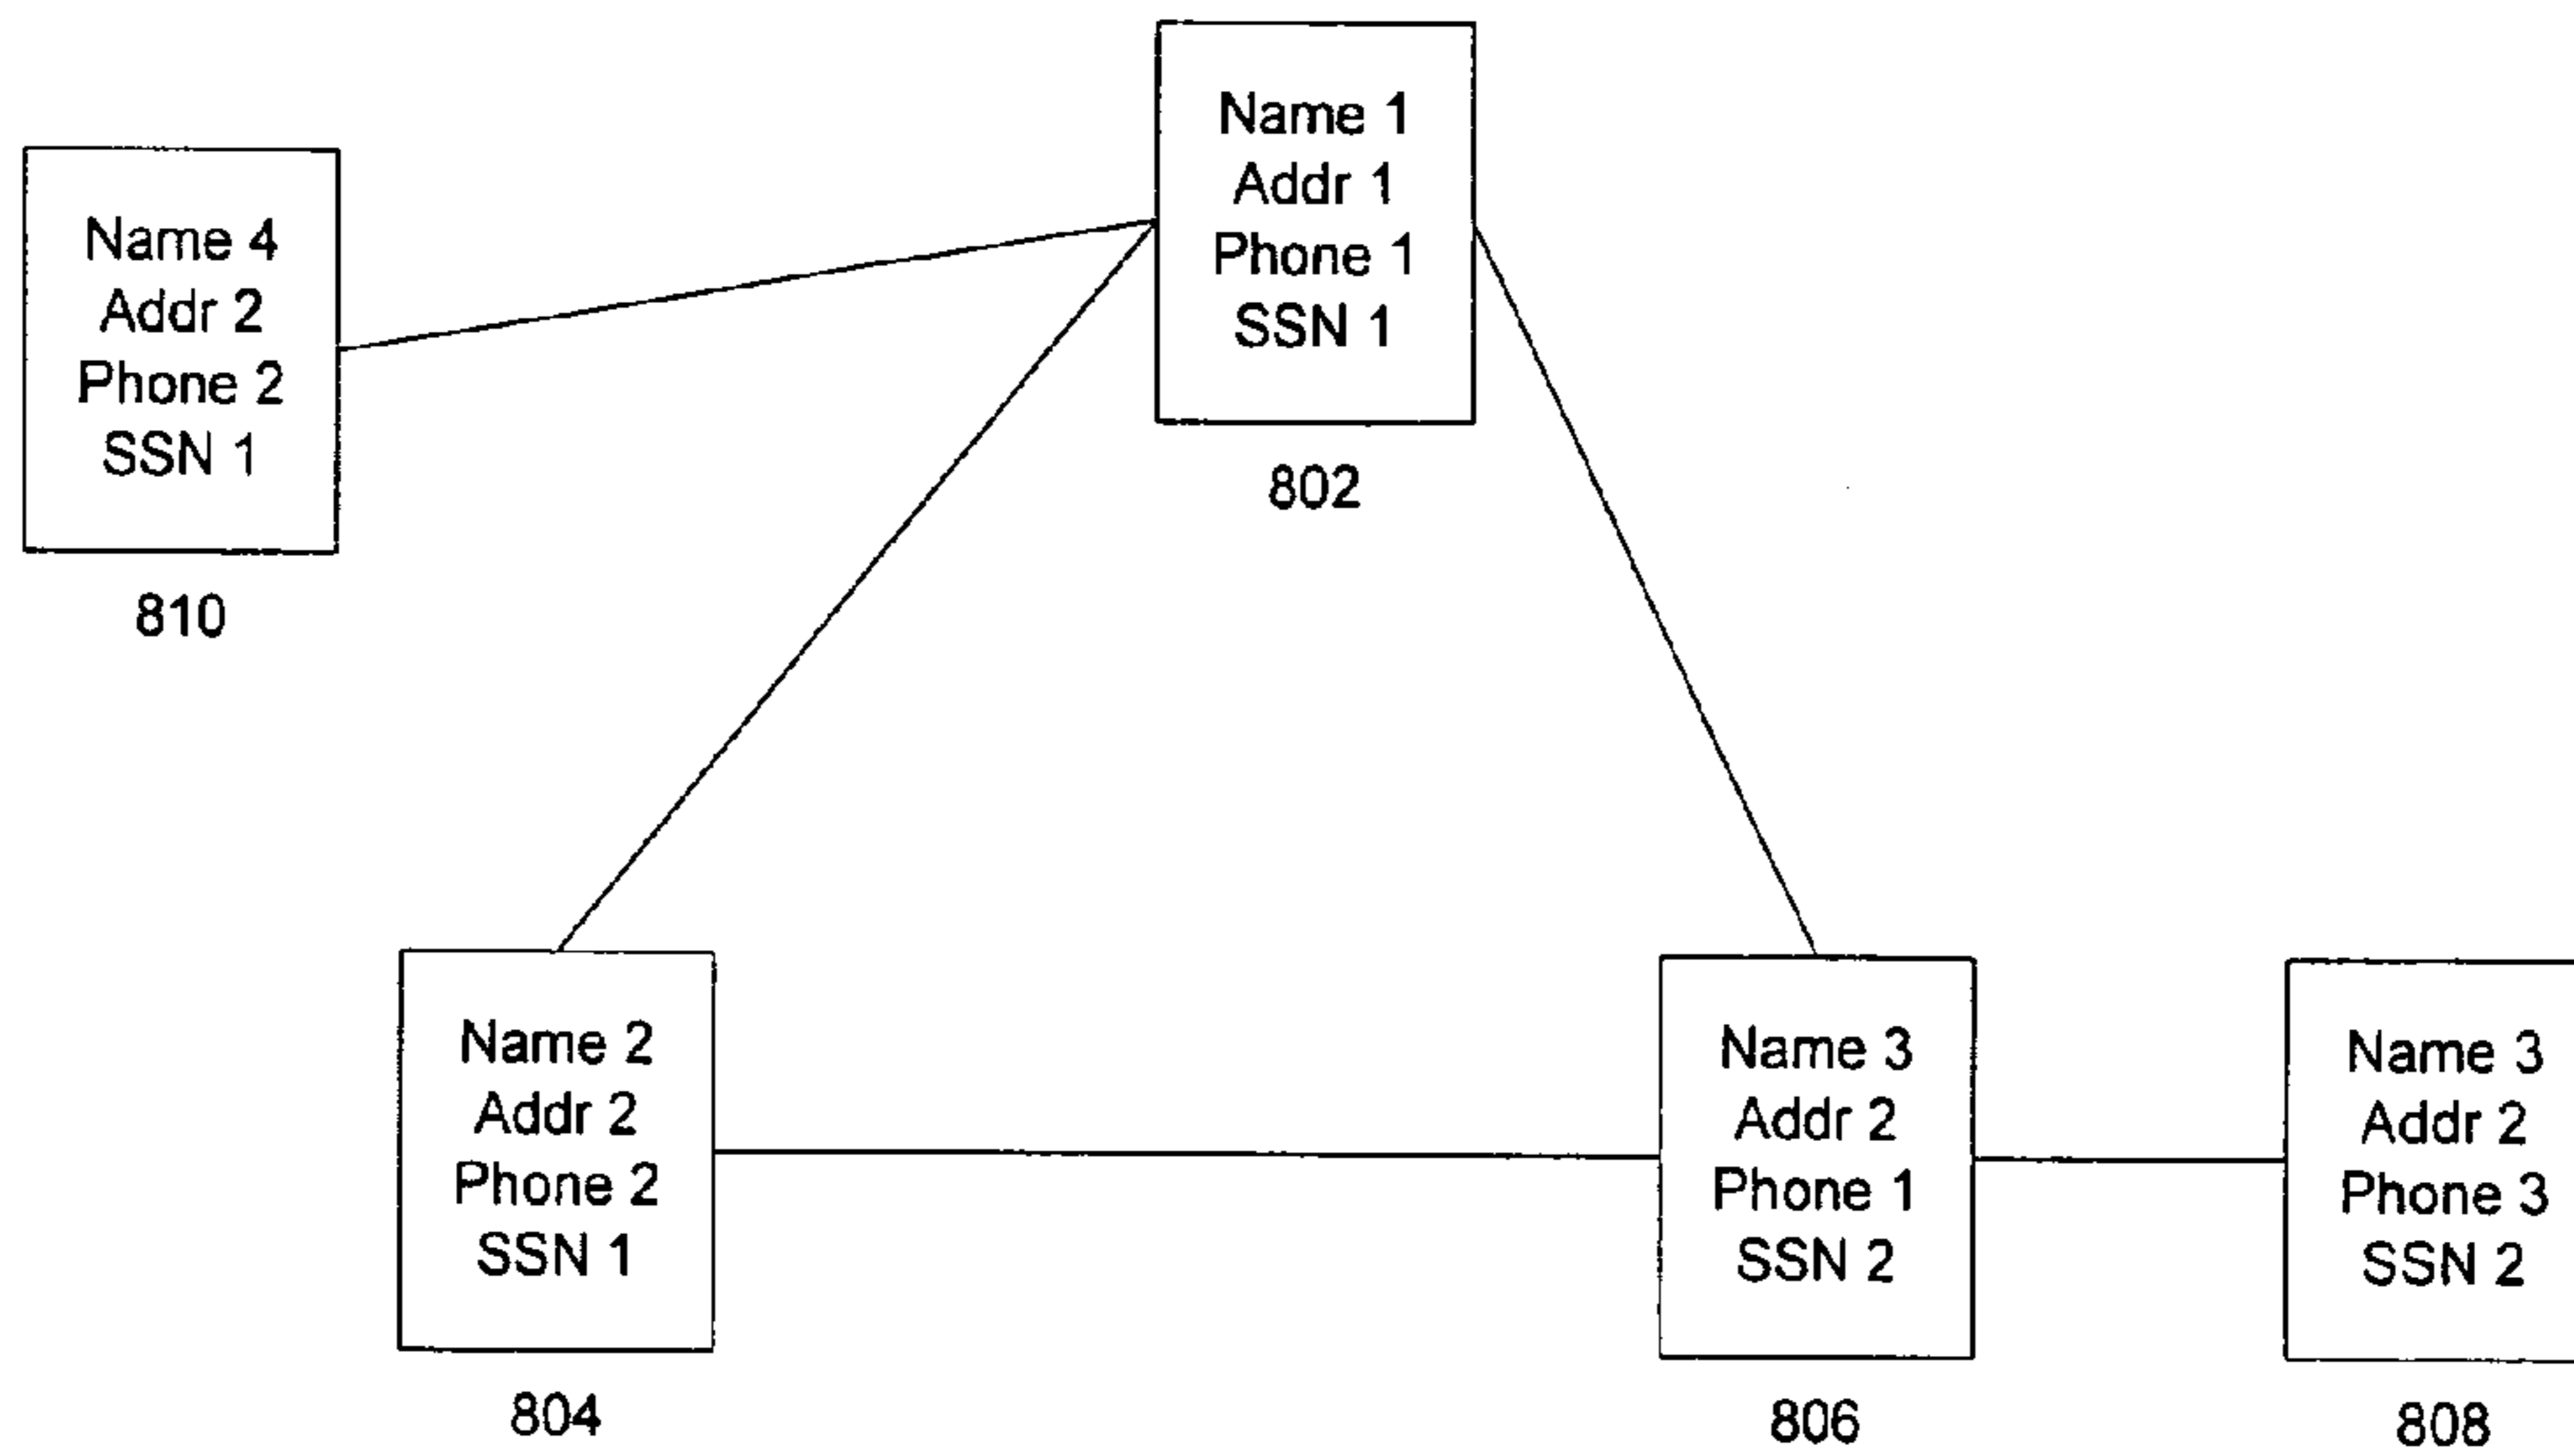 Name 1
Addr 1
Phone 1
SSN 1
802
Name 4
Addr 2
Phone 2
SSN 1
810
Name 2
Addr 2
Phone 2
SSN 1
804
Name 3
Addr 2
Phone 1
SSN 2
806
Name 3
Addr 2
Phone 3
SSN 2
808